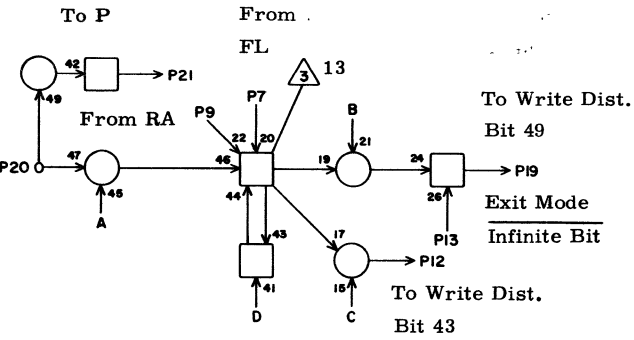 To P
From
FL
3
13
42
P21
49
From RA
P9
P7
B
To Write Dist.
Bit 49
22
20
21
P20
47
46
19
24
P19
45
44
26
A
43
17
P13
Exit Mode
Infinite Bit
41
15
P12
D
C
To Write Dist.
Bit 43